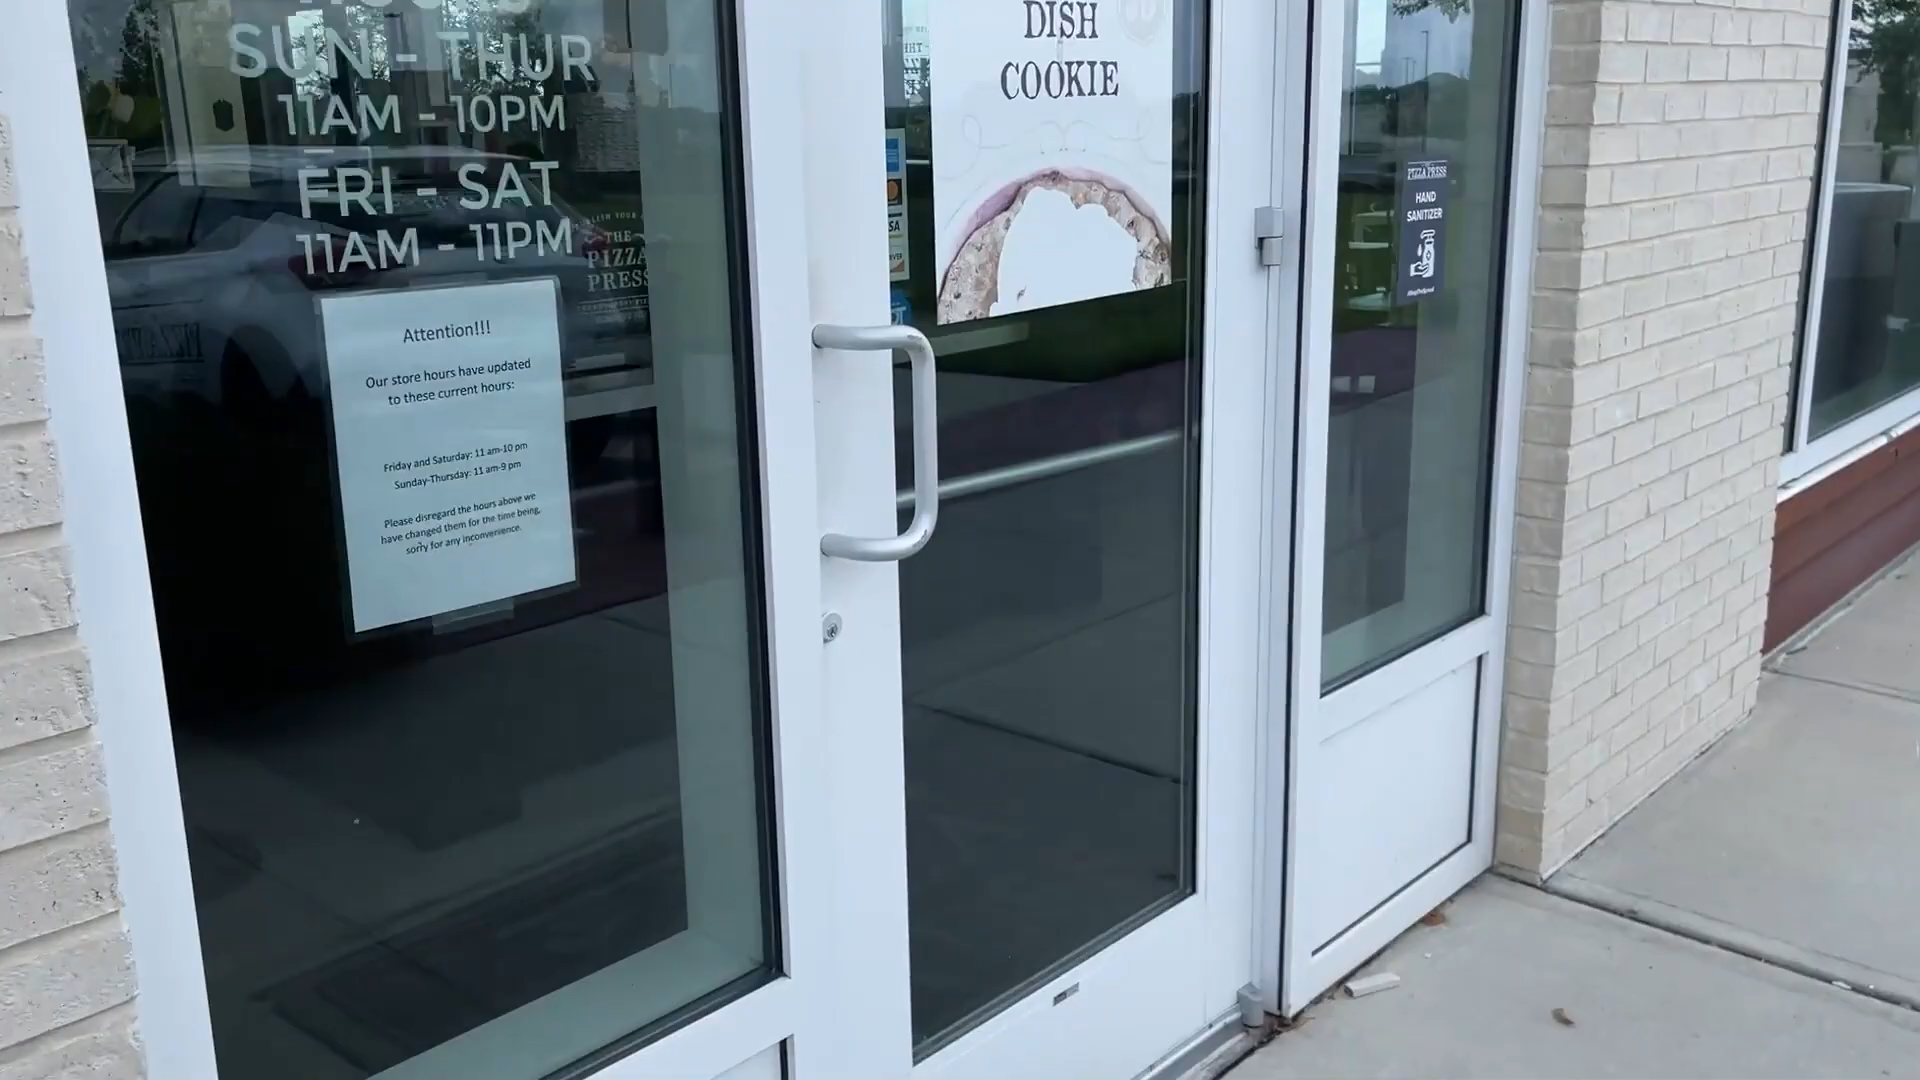 SUN - THUR
11AM - 10PM
FRI - SAT
11AM - 11PM
Attention!!!
Our store hours have updated
to these current hours:
Friday and Saturday: 11 am-10 pm
Sunday-Thursday: 11 am-9 pm
Please disregard the hours above we
have changed them for the time being,
sorry for any inconvenience.
THE
PIZZA
PRESS
DISH
COOKIE
PIZZA PRESS
HAND
SANITIZER